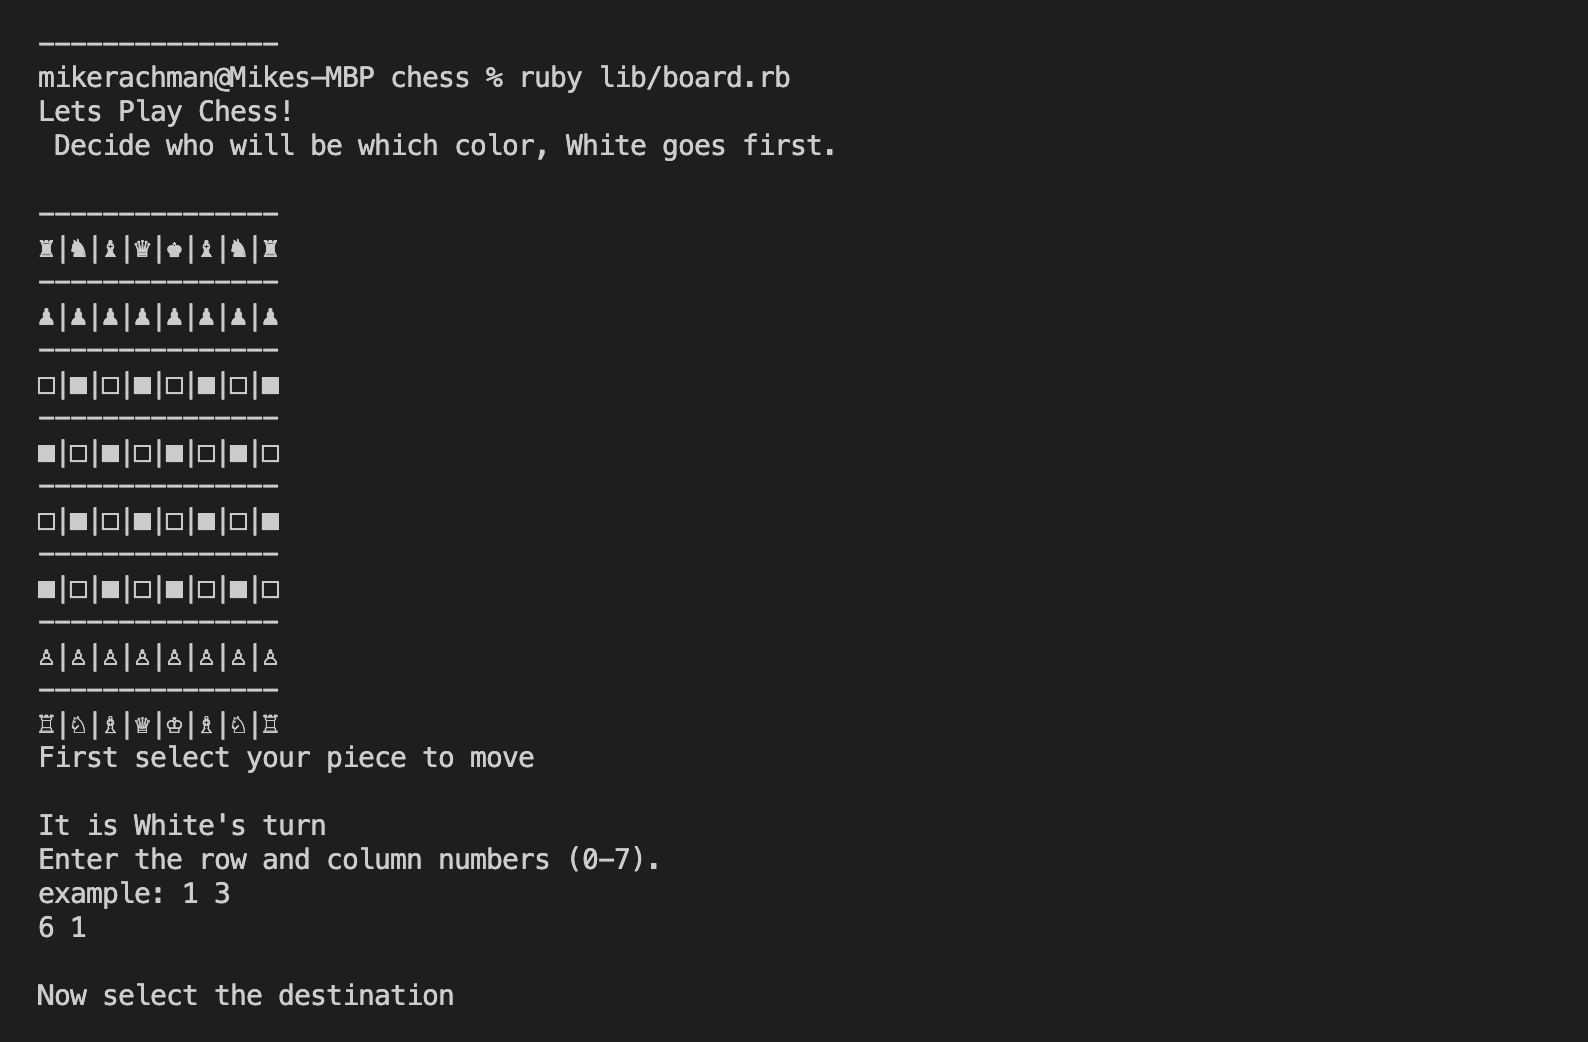 ———————————————
mikerachman@Mikes-MBP chess % ruby lib/board.rb
Lets Play Chess!
 Decide who will be which color, White goes first.

———————————————
♜|♞|♝|♛|♚|♝|♞|♜
———————————————
♟|♟|♟|♟|♟|♟|♟|♟
———————————————
□|■|□|■|□|■|□|■
———————————————
■|□|■|□|■|□|■|□
———————————————
□|■|□|■|□|■|□|■
———————————————
■|□|■|□|■|□|■|□
———————————————
♙|♙|♙|♙|♙|♙|♙|♙
———————————————
♖|♘|♗|♕|♔|♗|♘|♖
First select your piece to move

It is White's turn
Enter the row and column numbers (0-7).
example: 1 3
6 1

Now select the destination